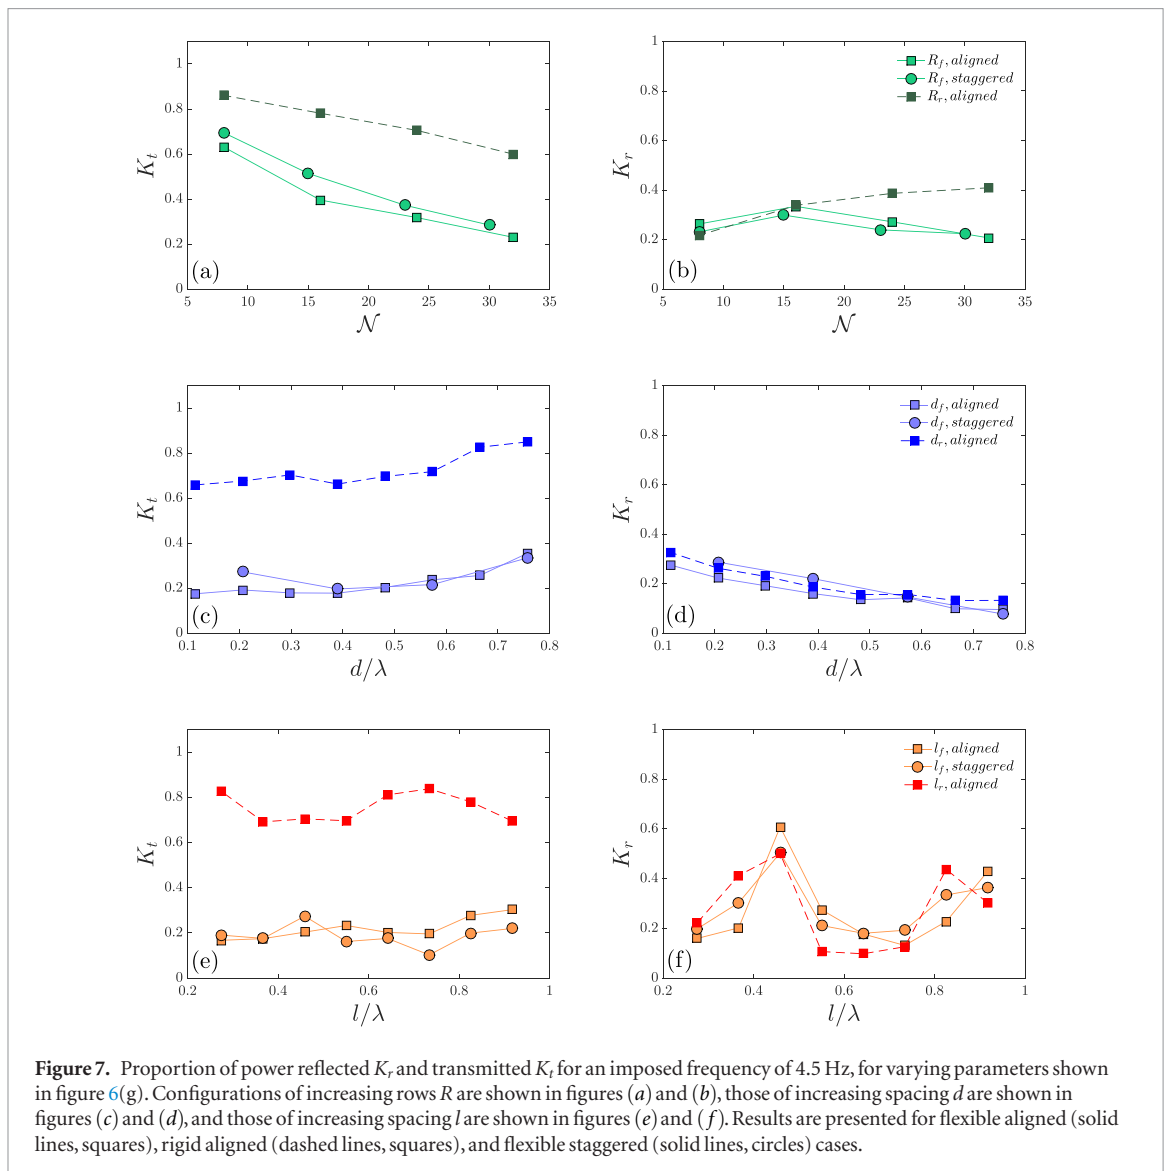 1
0.8
0.6
0.4
0.2
0
K_t
(a)
5 10 15 20 25 30 35
𝒩
1
0.8
0.6
0.4
0.2
0
K_r
R_f, aligned
R_f, staggered
R_r, aligned
(b)
5 10 15 20 25 30 35
𝒩
1
0.8
0.6
0.4
0.2
0
K_t
(c)
0.1 0.2 0.3 0.4 0.5 0.6 0.7 0.8
d/λ
1
0.8
0.6
0.4
0.2
0
K_r
d_f, aligned
d_f, staggered
d_r, aligned
(d)
0.1 0.2 0.3 0.4 0.5 0.6 0.7 0.8
d/λ
1
0.8
0.6
0.4
0.2
0
K_t
(e)
0.2 0.4 0.6 0.8 1
l/λ
1
0.8
0.6
0.4
0.2
0
K_r
l_f, aligned
l_f, staggered
l_r, aligned
(f)
0.2 0.4 0.6 0.8 1
l/λ
Figure 7. Proportion of power reflected K_r and transmitted K_t for an imposed frequency of 4.5 Hz, for varying parameters shown
in figure 6(g). Configurations of increasing rows R are shown in figures (a) and (b), those of increasing spacing d are shown in
figures (c) and (d), and those of increasing spacing l are shown in figures (e) and (f). Results are presented for flexible aligned (solid
lines, squares), rigid aligned (dashed lines, squares), and flexible staggered (solid lines, circles) cases.